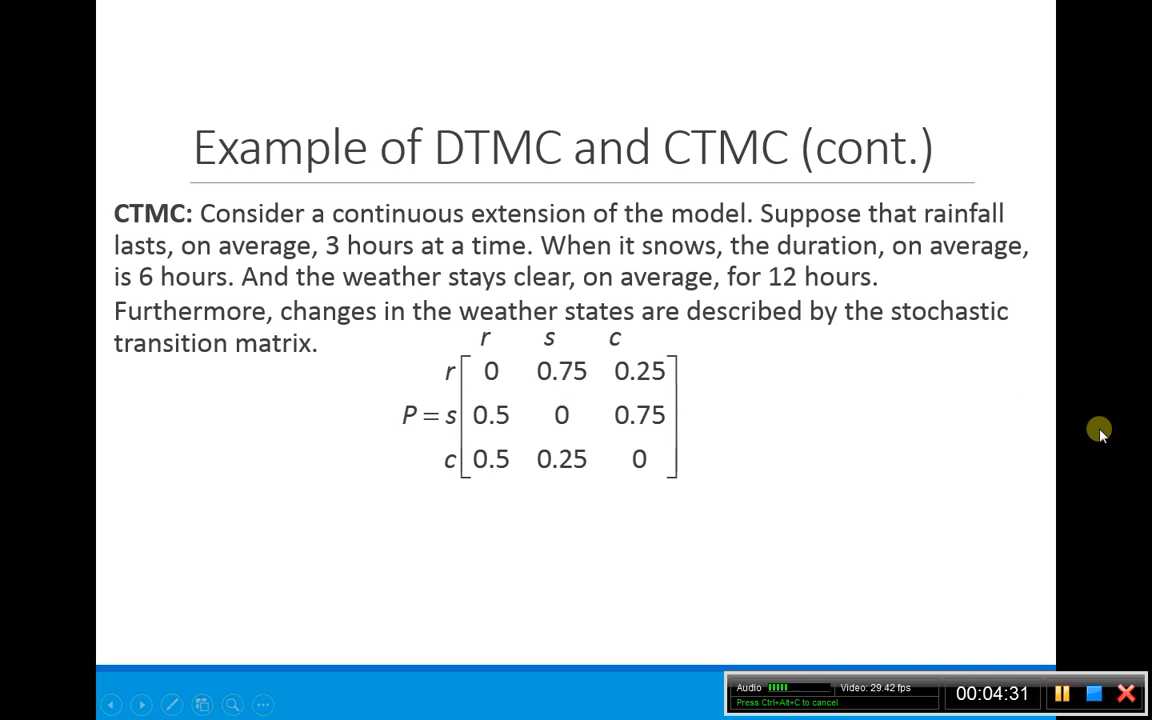 Example of DTMC and CTMC (cont.)
CTMC: Consider a continuous extension of the model. Suppose that rainfall
lasts, on average, 3 hours at a time. When it snows, the duration, on average,
is 6 hours. And the weather stays clear, on average, for 12 hours.
Furthermore, changes in the weather states are described by the stochastic
transition matrix.
r s c
r 0 0.75 0.25
P = s 0.5 0 0.75
c 0.5 0.25 0
Audio Video: 29.42 fps
Press Ctrl+Alt+C to cancel
00:04:31